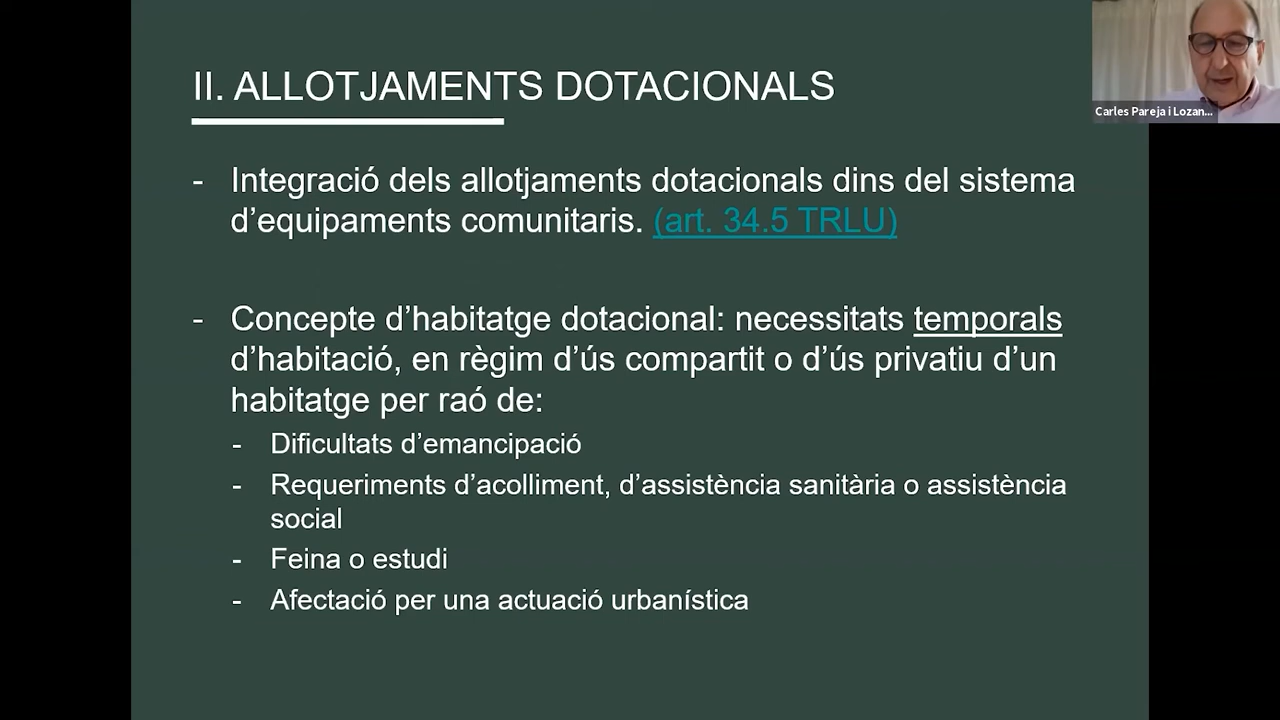 II. ALLOTJAMENTS DOTACIONALS
Carles Pareja i Lozan...
- Integració dels allotjaments dotacionals dins del sistema
d’equipaments comunitaris. (art. 34.5 TRLU)
- Concepte d’habitatge dotacional: necessitats temporals
d’habitació, en règim d’ús compartit o d’ús privatiu d’un
habitatge per raó de:
- Dificultats d’emancipació
- Requeriments d’acolliment, d’assistència sanitària o assistència
social
- Feina o estudi
- Afectació per una actuació urbanística